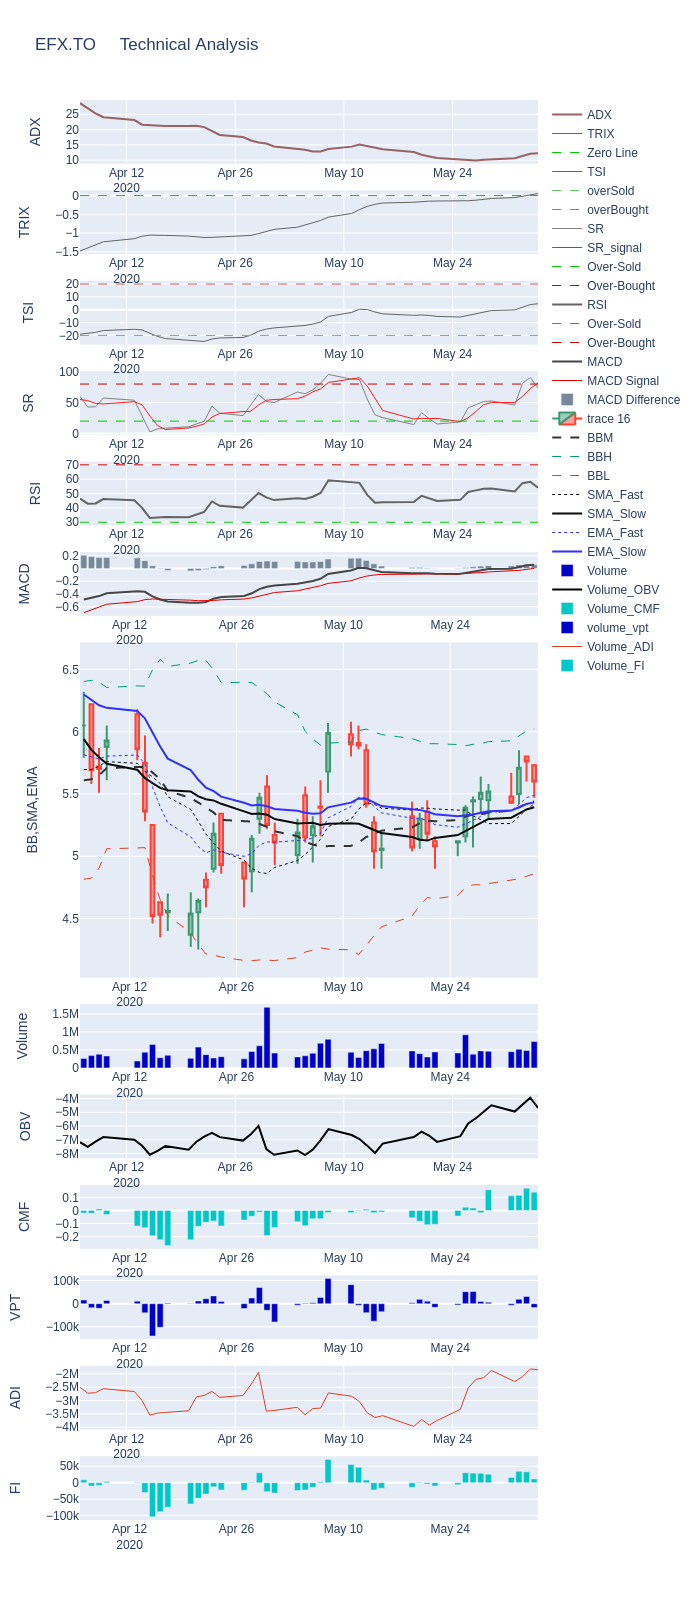 EFX.TO Technical Analysis
ADX
25
20
15
10
Apr 12
2020
Apr 26
May 10
May 24
TRIX
0
−0.5
−1
−1.5
Apr 12
2020
Apr 26
May 10
May 24
TSI
20
10
0
−10
−20
Apr 12
2020
Apr 26
May 10
May 24
SR
100
50
0
Apr 12
2020
Apr 26
May 10
May 24
RSI
70
60
50
40
30
Apr 12
2020
Apr 26
May 10
May 24
MACD
0.2
0
−0.2
−0.4
−0.6
Apr 12
2020
Apr 26
May 10
May 24
BB,SMA,EMA
6.5
6
5.5
5
4.5
Apr 12
2020
Apr 26
May 10
May 24
Volume
1.5M
1M
0.5M
0
Apr 12
2020
Apr 26
May 10
May 24
OBV
−4M
−5M
−6M
−7M
−8M
Apr 12
2020
Apr 26
May 10
May 24
CMF
0.1
0
−0.1
−0.2
Apr 12
2020
Apr 26
May 10
May 24
VPT
100k
0
−100k
Apr 12
2020
Apr 26
May 10
May 24
ADI
−2M
−2.5M
−3M
−3.5M
−4M
Apr 12
2020
Apr 26
May 10
May 24
FI
50k
0
−50k
−100k
Apr 12
2020
Apr 26
May 10
May 24
ADX
TRIX
Zero Line
TSI
overSold
overBought
SR
SR_signal
Over-Sold
Over-Bought
RSI
Over-Sold
Over-Bought
MACD
MACD Signal
MACD Difference
trace 16
BBM
BBH
BBL
SMA_Fast
SMA_Slow
EMA_Fast
EMA_Slow
Volume
Volume_OBV
Volume_CMF
volume_vpt
Volume_ADI
Volume_FI